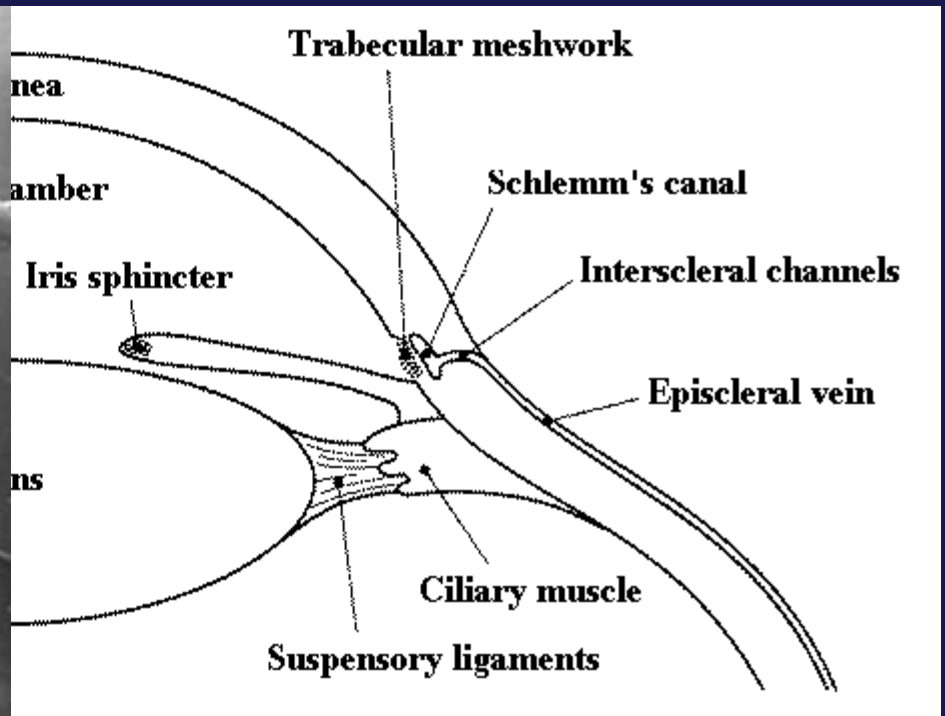 Trabecular meshwork
nea
amber
Schlemm's canal
Iris sphincter
Interscleral channels
Episcleral vein
ns
Ciliary muscle
Suspensory ligaments